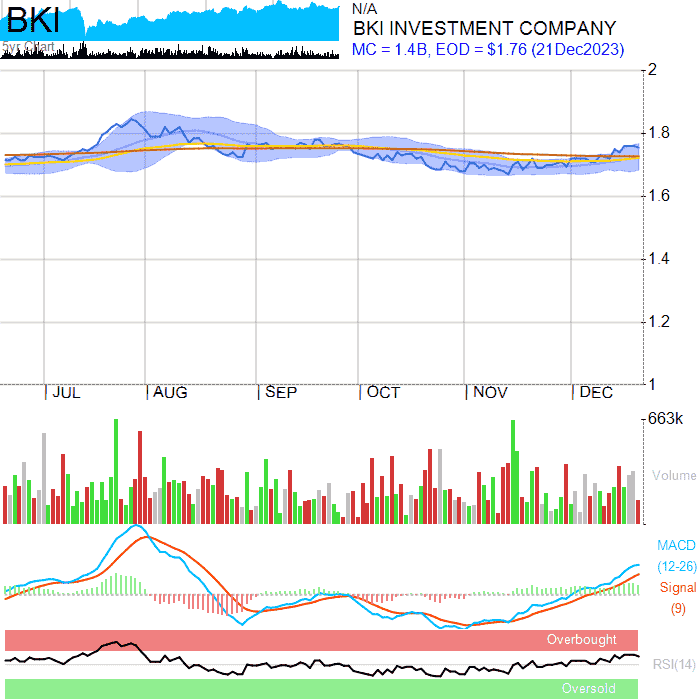 BKI
5yr Chart
N/A
BKI INVESTMENT COMPANY
MC = 1.4B, EOD = $1.76 (21Dec2023)
2
1.8
1.6
1.4
1.2
1
JUL AUG SEP OCT NOV DEC
663k
Volume
MACD
(12-26)
Signal
(9)
Overbought
RSI(14)
Oversold